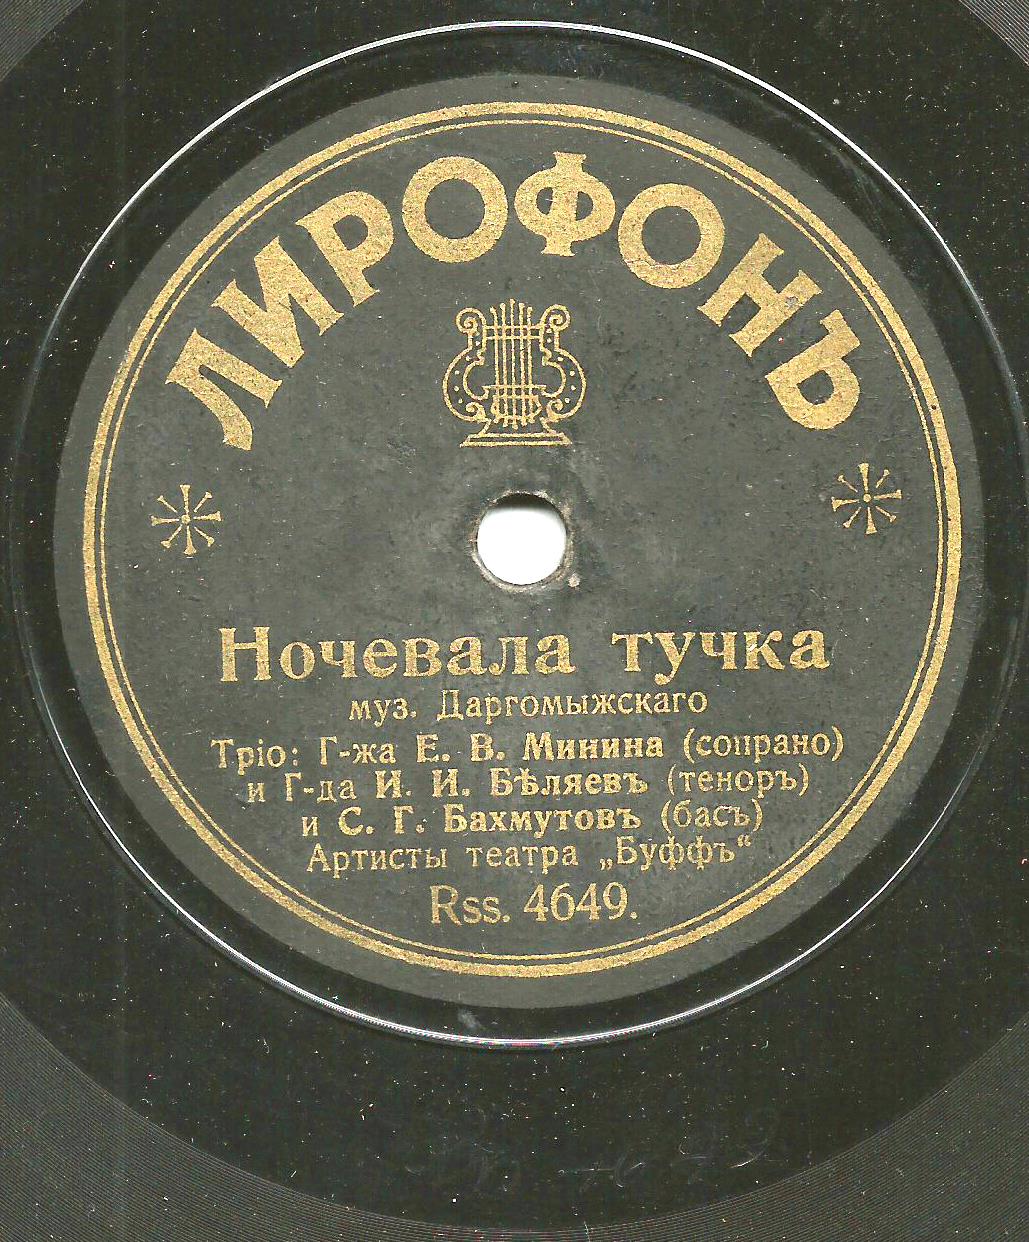 ЛИРОФОНЪ
Ночевала тучка
муз. Даргомыжскаго
Тріо: Г-жа Е. В. Минина (сопрано)
и Г-да И. И. Бѣляевъ (теноръ)
и С. Г. Бахмутовъ (басъ)
Артисты театра „Буффъ“
Rss. 4649.